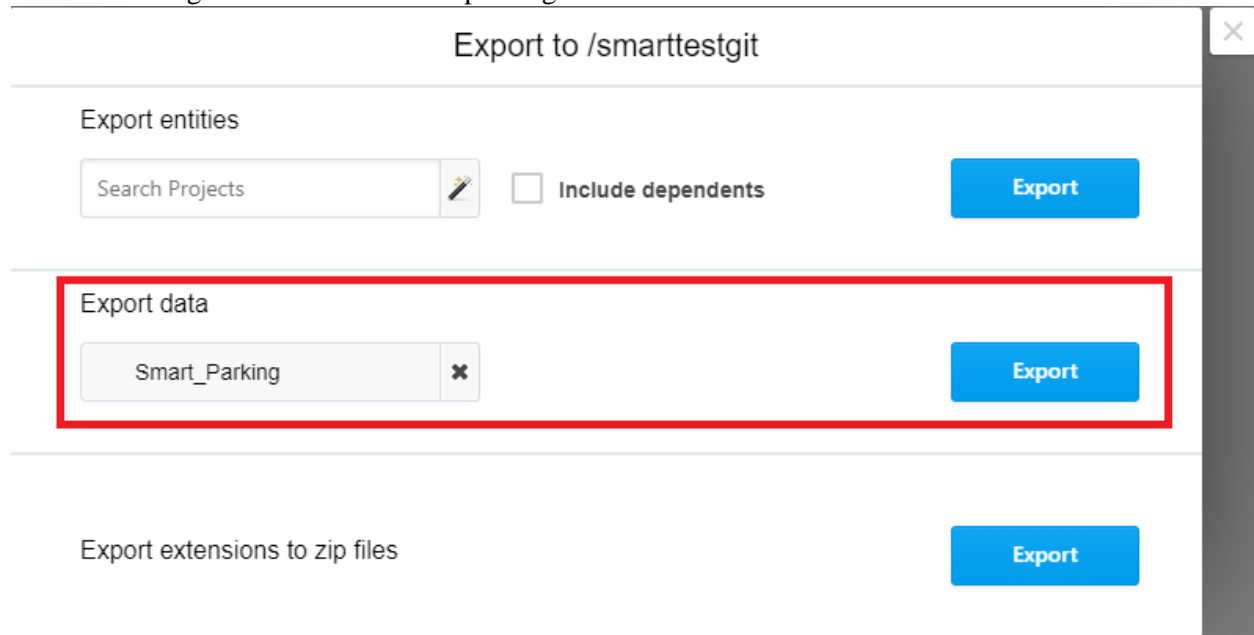 Export to /smarttestgit
Export entities
Search Projects
Include dependents
Export
Export data
Smart_Parking
Export
Export extensions to zip files
Export